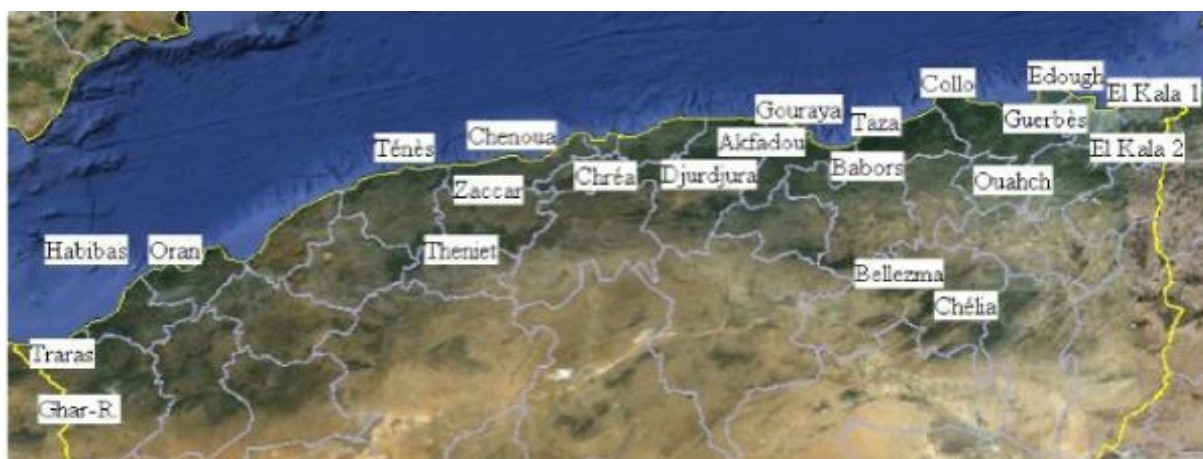 Edough
El Kala 1
Collo
Gouraya
Taza
Guerbès
Chenoua
Akfadou
Ténès
El Kala 2
Babors
Chréa
Djurdjura
Ouahch
Zaccar
Habibas
Oran
Theniet
Bellezma
Chélia
Traras
Ghar-R.